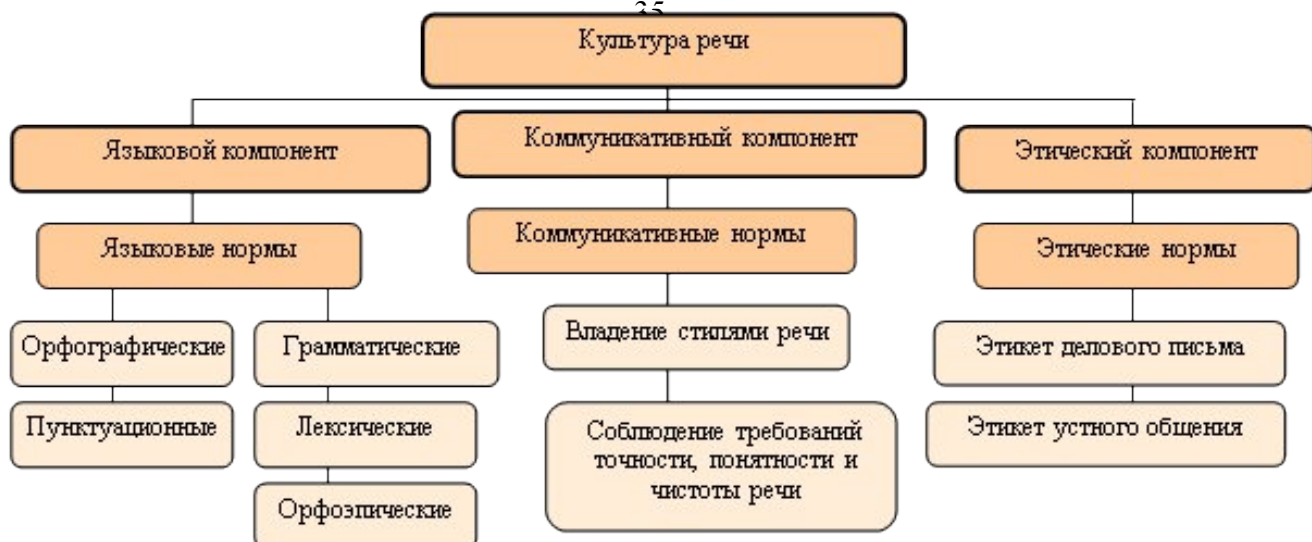 35
Культура речи
Языковой компонент
Коммуникативный компонент
Этический компонент
Языковые нормы
Коммуникативные нормы
Этические нормы
Орфографические
Грамматические
Владение стилями речи
Этикет делового письма
Пунктуационные
Лексические
Соблюдение требований
точности, понятности и
чистоты речи
Этикет устного общения
Орфоэпические